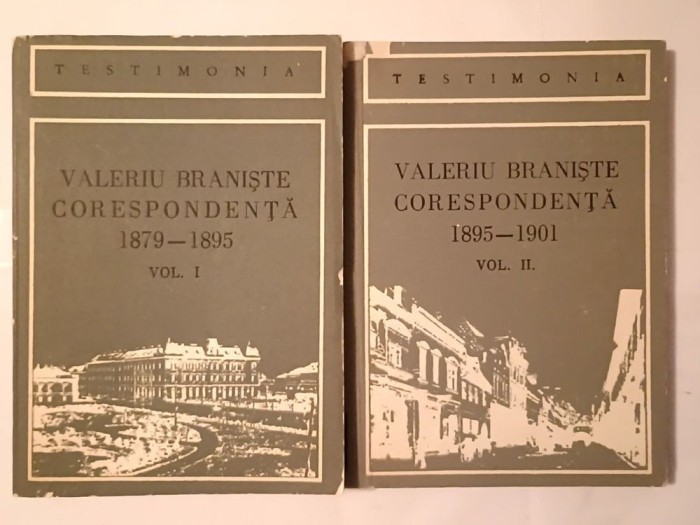 TESTIMONIA
VALERIU BRANIŞTE
CORESPONDENŢĂ
1879—1895
VOL. I
TESTIMONIA
VALERIU BRANIŞTE
CORESPONDENŢĂ
1895—1901
VOL. II.